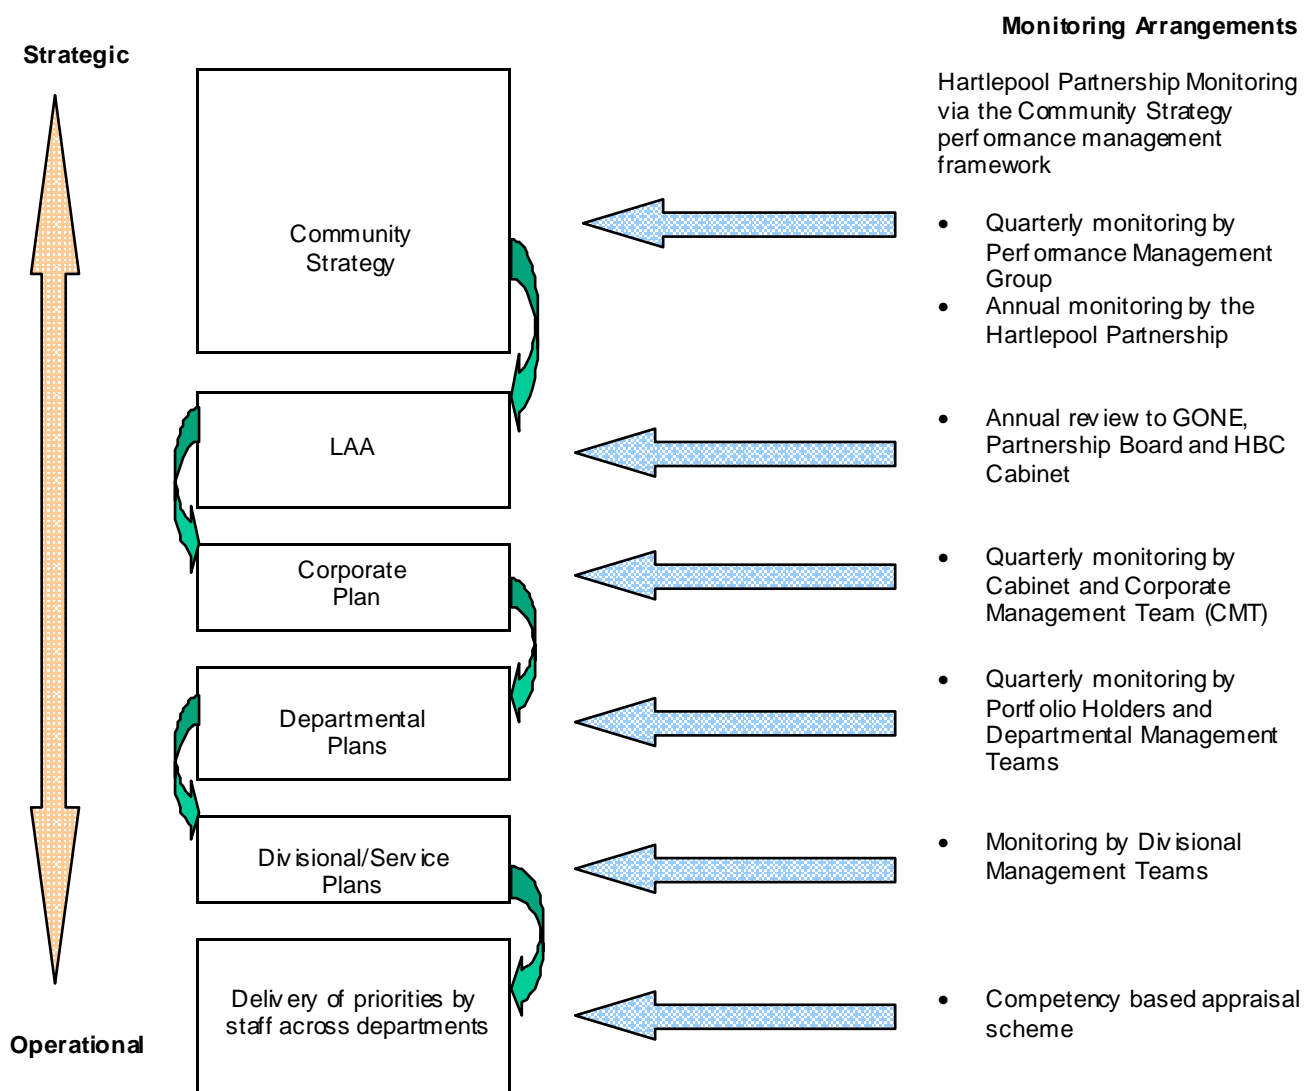 Monitoring Arrangements
Strategic
Hartlepool Partnership Monitoring
via the Community Strategy
performance management
framework
Community
Strategy
• Quarterly monitoring by
Performance Management
Group
• Annual monitoring by the
Hartlepool Partnership
LAA
• Annual review to GONE,
Partnership Board and HBC
Cabinet
Corporate
Plan
• Quarterly monitoring by
Cabinet and Corporate
Management Team (CMT)
Departmental
Plans
• Quarterly monitoring by
Portfolio Holders and
Departmental Management
Teams
Divisional/Service
Plans
• Monitoring by Divisional
Management Teams
Delivery of priorities by
staff across departments
• Competency based appraisal
scheme
Operational